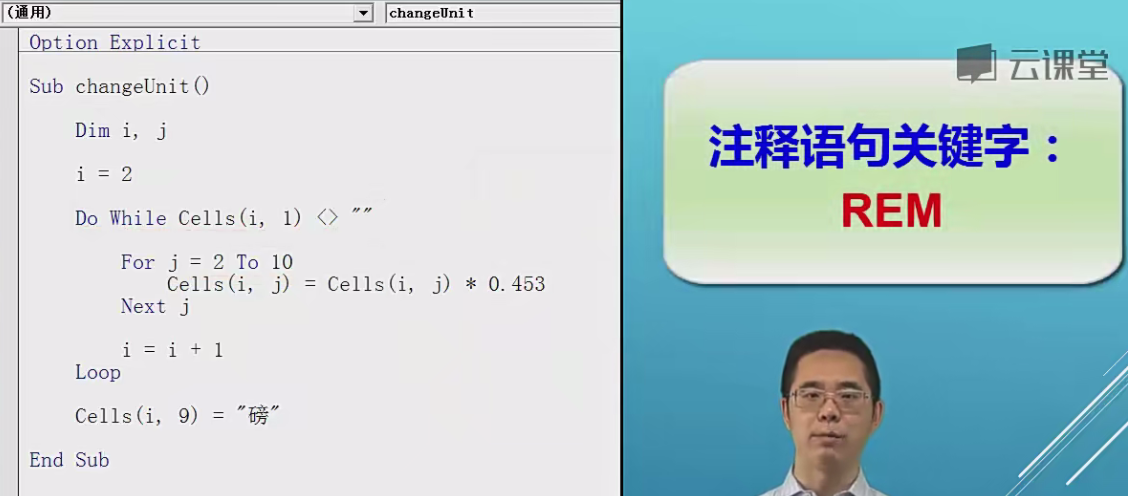 (通用)
changeUnit
Option Explicit
Sub changeUnit()
Dim i, j
i = 2
Do While Cells(i, 1) <> ""
For j = 2 To 10
Cells(i, j) = Cells(i, j) * 0.453
Next j
i = i + 1
Loop
Cells(i, 9) = "磅"
End Sub
云课堂
注释语句关键字：
REM